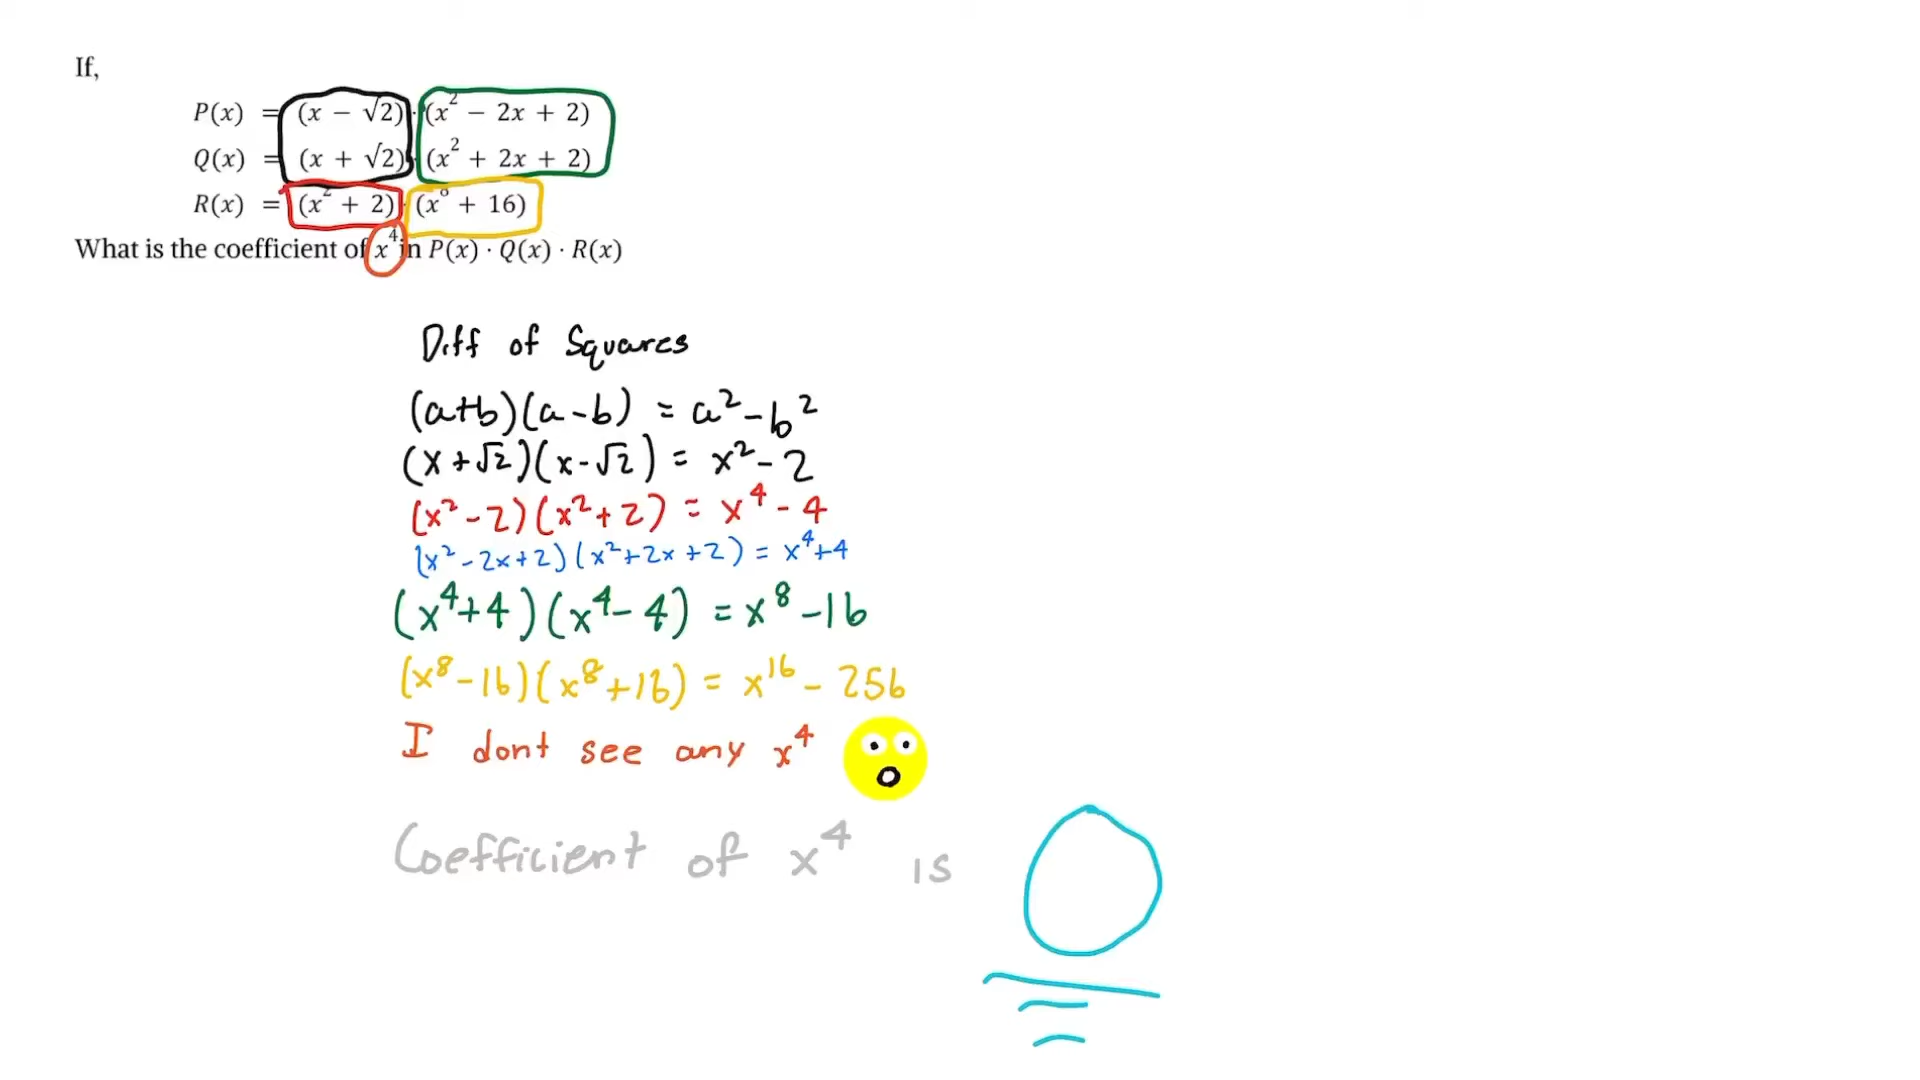 If,
P(x) = (x − √2) · (x² − 2x + 2)
Q(x) = (x + √2) · (x² + 2x + 2)
R(x) = (x² + 2) · (x⁸ + 16)
What is the coefficient of x⁴ in P(x) · Q(x) · R(x)
Diff of Squares
(a+b)(a-b) = a² - b²
(x+√2)(x-√2) = x² - 2
(x² - 2)(x² + 2) = x⁴ - 4
(x² - 2x + 2)(x² + 2x + 2) = x⁴ + 4
(x⁴ + 4)(x⁴ - 4) = x⁸ - 16
(x⁸ - 16)(x⁸ + 16) = x¹⁶ - 256
I dont see any x⁴
Coefficient of x⁴ is 0